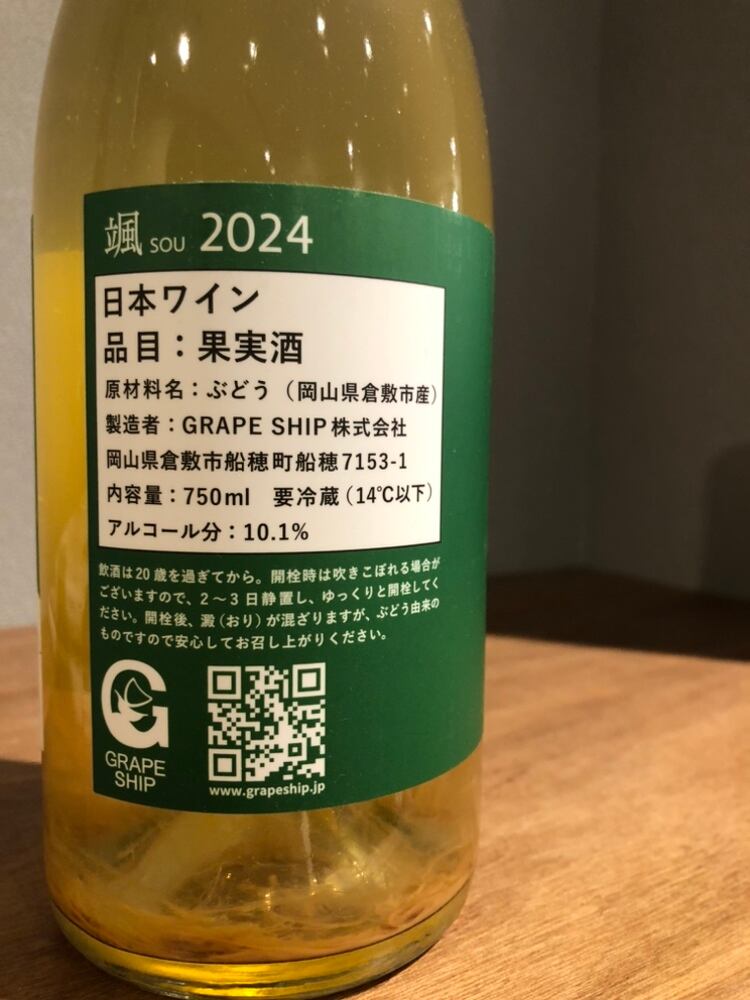 颯 SOU 2024
日本ワイン
品目：果実酒
原材料名：ぶどう（岡山県倉敷市産）
製造者：GRAPE SHIP株式会社
岡山県倉敷市船穂町船穂7153-1
内容量：750ml 要冷蔵（14℃以下）
アルコール分：10.1%
飲酒は20歳を過ぎてから。開栓時は吹きこぼれる場合が
ございますので、2〜3日静置し、ゆっくりと開栓してく
ださい。開栓後、澱（おり）が混ざりますが、ぶどう由来の
ものですので安心してお召し上がりください。
G
GRAPE
SHIP
www.grapeship.jp